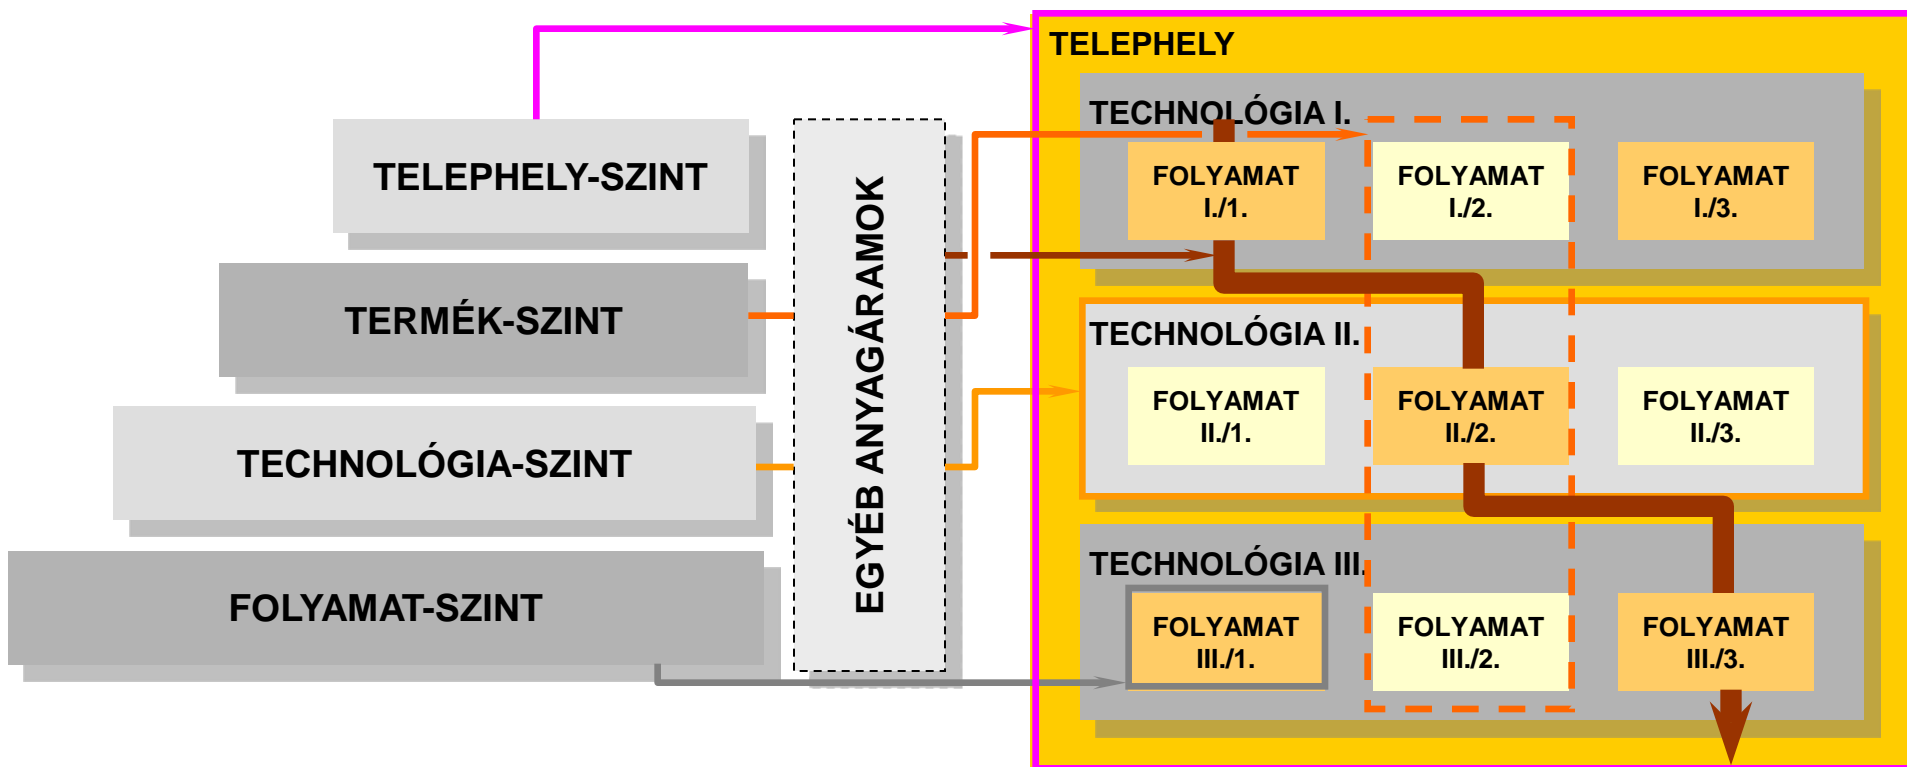 TELEPHELY-SZINT
TERMÉK-SZINT
TECHNOLÓGIA-SZINT
FOLYAMAT-SZINT
EGYÉB ANYAGÁRAMOK
TELEPHELY
TECHNOLÓGIA I.
FOLYAMAT
I./1.
FOLYAMAT
I./2.
FOLYAMAT
I./3.
TECHNOLÓGIA II.
FOLYAMAT
II./1.
FOLYAMAT
II./2.
FOLYAMAT
II./3.
TECHNOLÓGIA III.
FOLYAMAT
III./1.
FOLYAMAT
III./2.
FOLYAMAT
III./3.